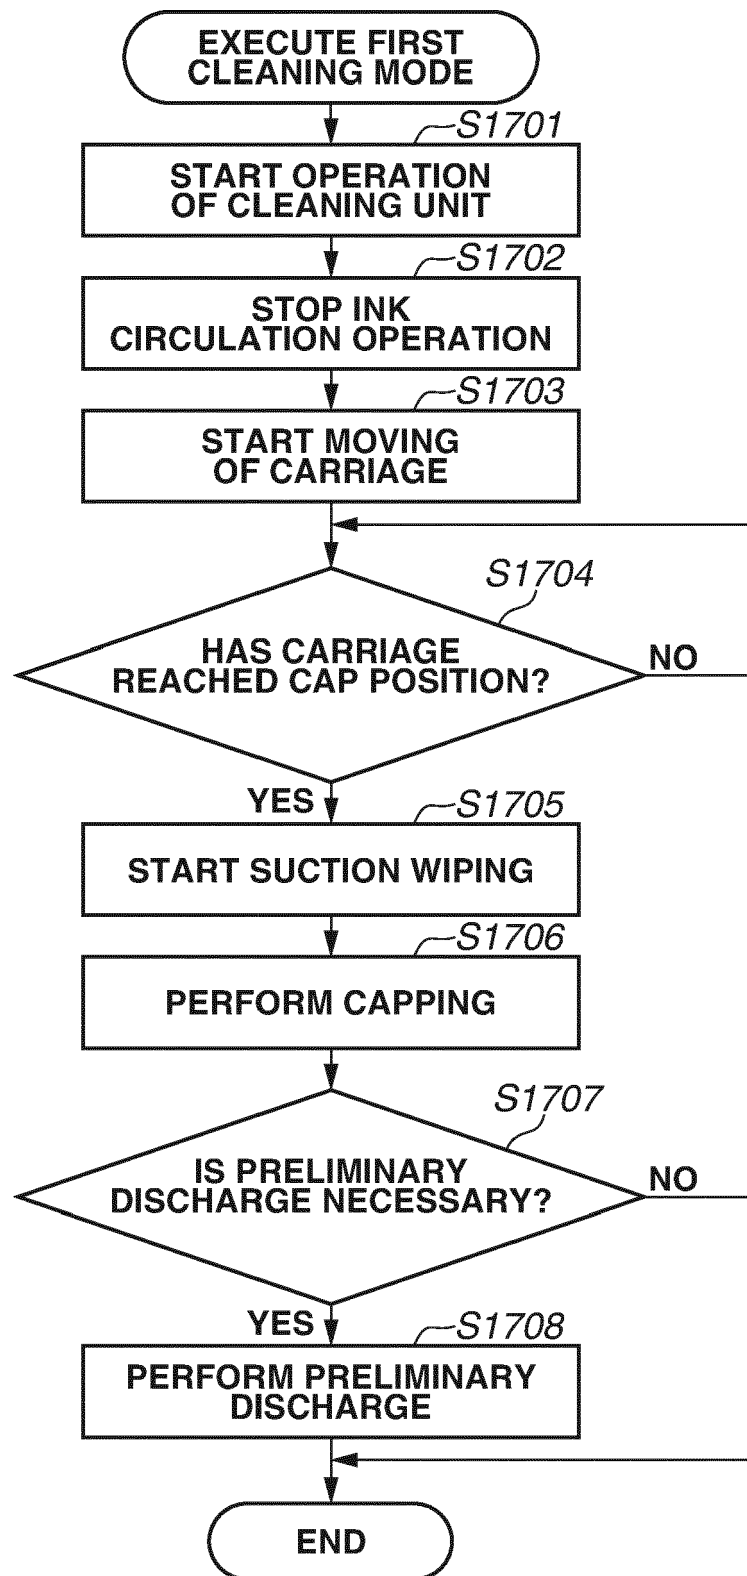 EXECUTE FIRST
CLEANING MODE
S1701
START OPERATION
OF CLEANING UNIT
S1702
STOP INK
CIRCULATION OPERATION
S1703
START MOVING
OF CARRIAGE
S1704
HAS CARRIAGE
REACHED CAP POSITION?
NO
YES
S1705
START SUCTION WIPING
S1706
PERFORM CAPPING
S1707
IS PRELIMINARY
DISCHARGE NECESSARY?
NO
YES
S1708
PERFORM PRELIMINARY
DISCHARGE
END